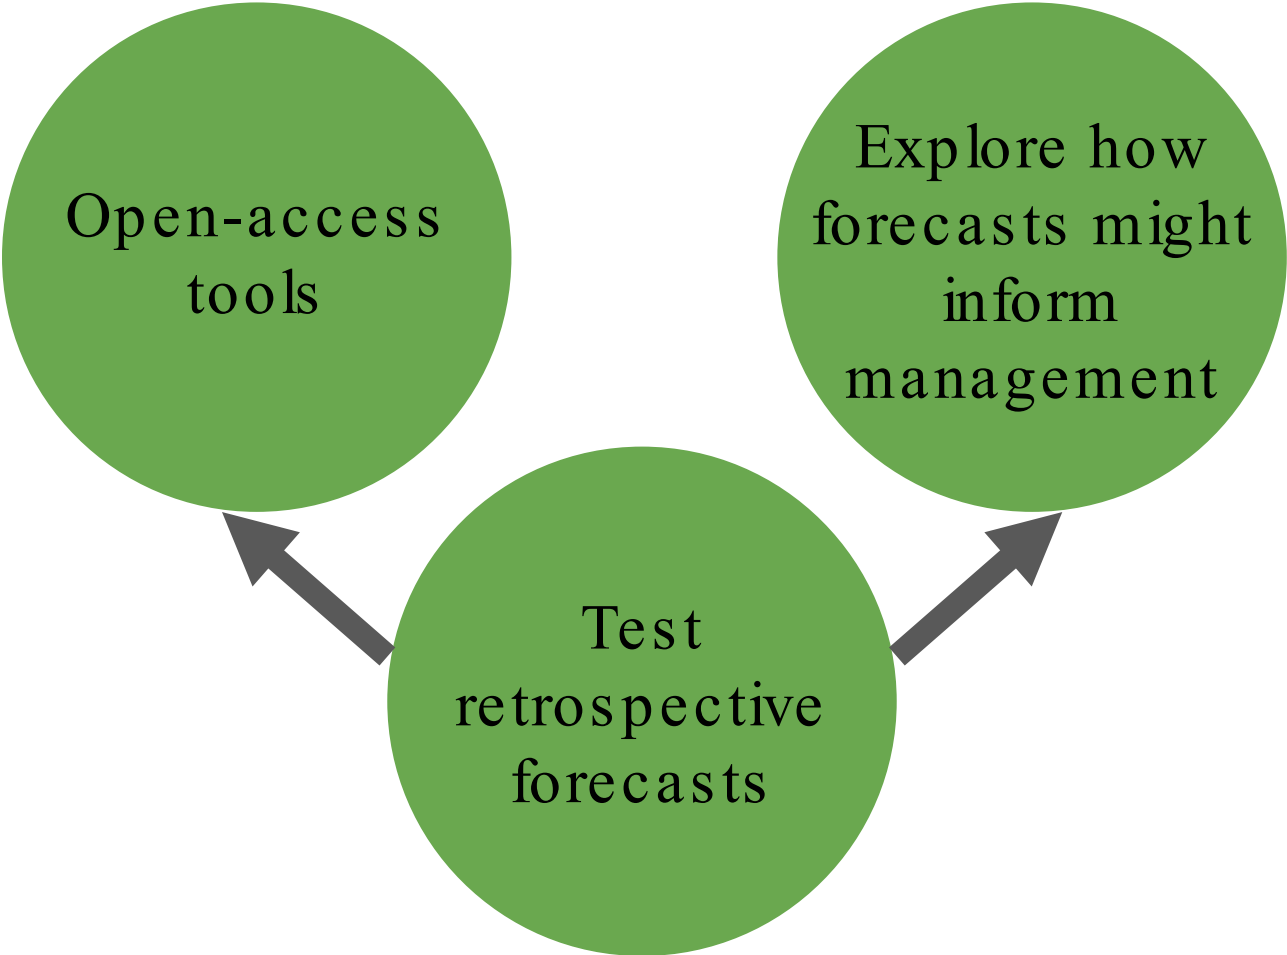 Open-access
tools
Explore how
forecasts might
inform
management
Test
retrospective
forecasts